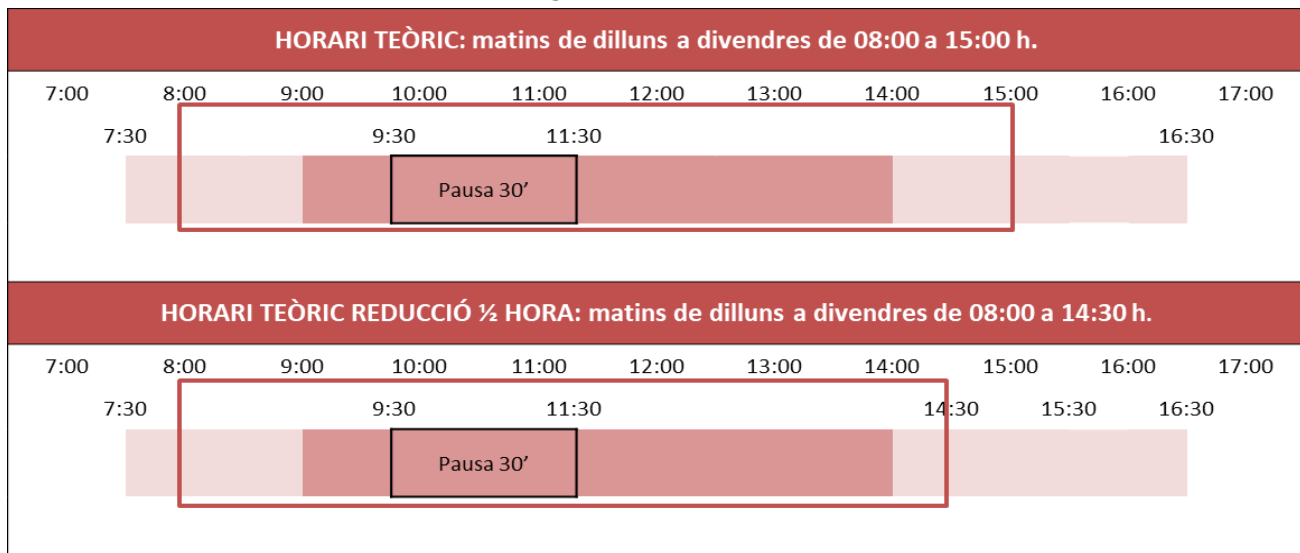 HORARI TEÒRIC: matins de dilluns a divendres de 08:00 a 15:00 h.
7:00 8:00 9:00 10:00 11:00 12:00 13:00 14:00 15:00 16:00 17:00
7:30 9:30 11:30 16:30
Pausa 30’
HORARI TEÒRIC REDUCCIÓ ½ HORA: matins de dilluns a divendres de 08:00 a 14:30 h.
7:00 8:00 9:00 10:00 11:00 12:00 13:00 14:00 15:00 16:00 17:00
7:30 9:30 11:30 14:30 15:30 16:30
Pausa 30’